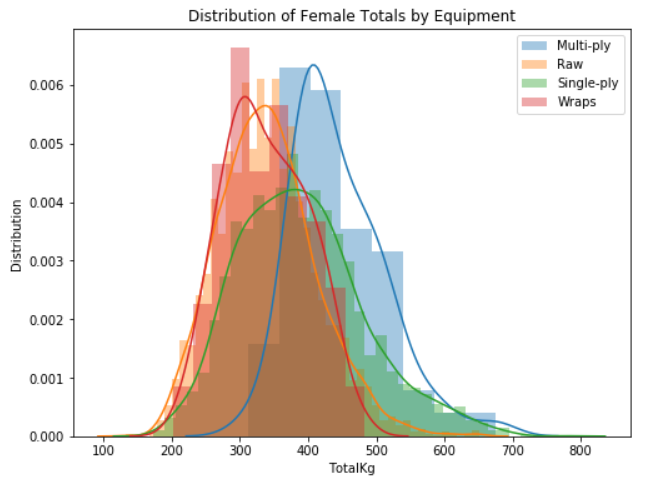 Distribution of Female Totals by Equipment
Multi-ply
Raw
Single-ply
Wraps
0.006
0.005
0.004
0.003
0.002
0.001
0.000
Distribution
100 200 300 400 500 600 700 800
TotalKg